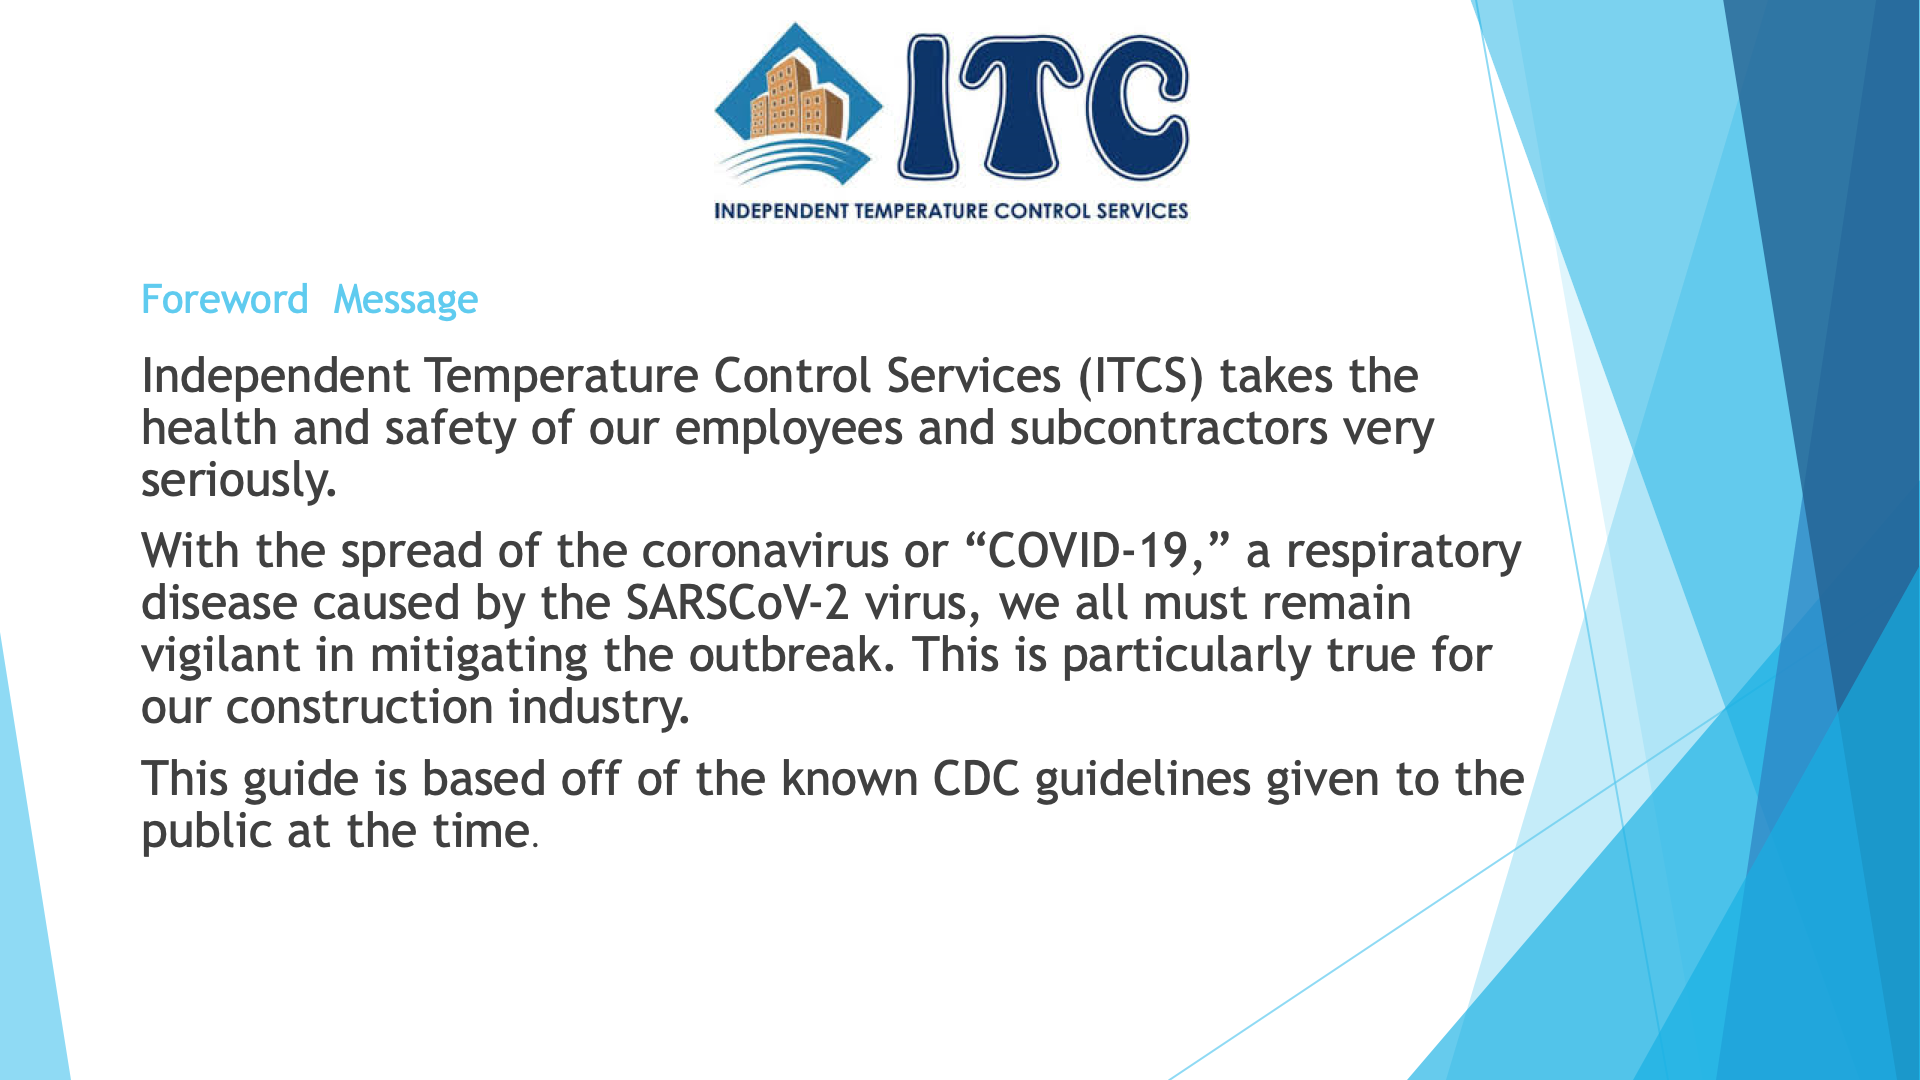 ITC
INDEPENDENT TEMPERATURE CONTROL SERVICES
Foreword  Message
Independent Temperature Control Services (ITCS) takes the
health and safety of our employees and subcontractors very
seriously.
With the spread of the coronavirus or “COVID-19,” a respiratory
disease caused by the SARSCoV-2 virus, we all must remain
vigilant in mitigating the outbreak. This is particularly true for
our construction industry.
This guide is based off of the known CDC guidelines given to the
public at the time.